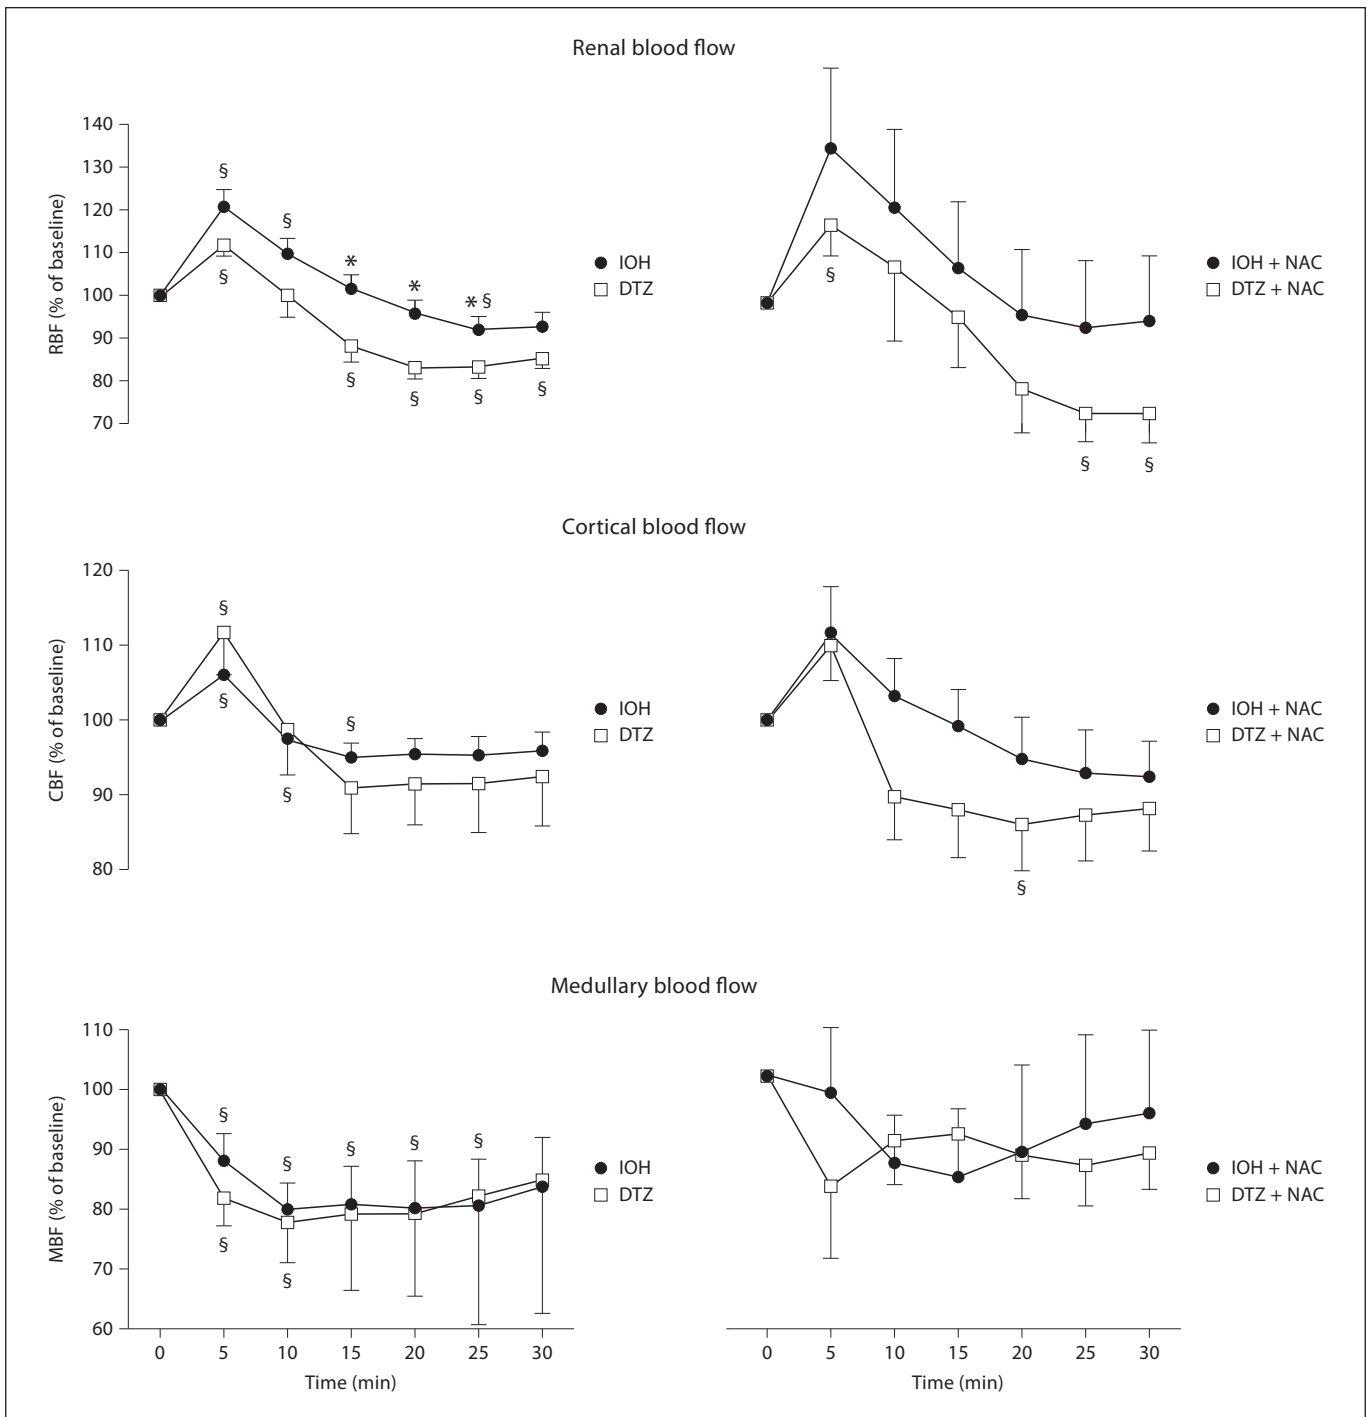 Renal blood flow
RBF (% of baseline)
140
130
120
110
100
90
80
70
§
§
*
*
* §
§
§
§
§
§
IOH
DTZ
§
§
§
IOH + NAC
DTZ + NAC
Cortical blood flow
CBF (% of baseline)
120
110
100
90
80
§
§
§
§
IOH
DTZ
§
IOH + NAC
DTZ + NAC
Medullary blood flow
MBF (% of baseline)
110
100
90
80
70
60
§
§
§
§
§
§
§
IOH
DTZ
IOH + NAC
DTZ + NAC
0 5 10 15 20 25 30
Time (min)
0 5 10 15 20 25 30
Time (min)